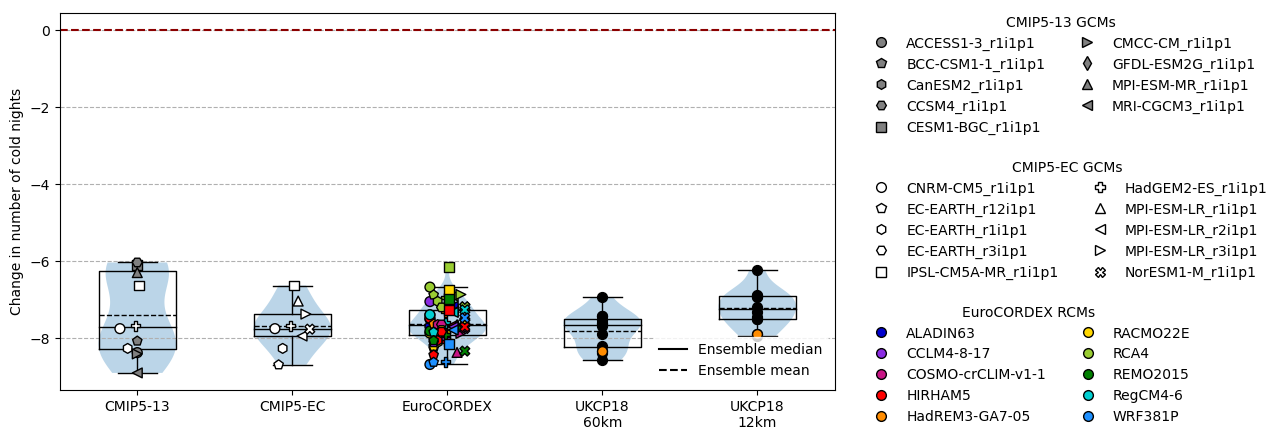 Change in number of cold nights
0
−2
−4
−6
−8
CMIP5-13
CMIP5-EC
EuroCORDEX
UKCP18
60km
UKCP18
12km
Ensemble median
Ensemble mean
CMIP5-13 GCMs
ACCESS1-3_r1i1p1
BCC-CSM1-1_r1i1p1
CanESM2_r1i1p1
CCSM4_r1i1p1
CESM1-BGC_r1i1p1
CMCC-CM_r1i1p1
GFDL-ESM2G_r1i1p1
MPI-ESM-MR_r1i1p1
MRI-CGCM3_r1i1p1
CMIP5-EC GCMs
CNRM-CM5_r1i1p1
EC-EARTH_r12i1p1
EC-EARTH_r1i1p1
EC-EARTH_r3i1p1
IPSL-CM5A-MR_r1i1p1
HadGEM2-ES_r1i1p1
MPI-ESM-LR_r1i1p1
MPI-ESM-LR_r2i1p1
MPI-ESM-LR_r3i1p1
NorESM1-M_r1i1p1
EuroCORDEX RCMs
ALADIN63
CCLM4-8-17
COSMO-crCLIM-v1-1
HIRHAM5
HadREM3-GA7-05
RACMO22E
RCA4
REMO2015
RegCM4-6
WRF381P